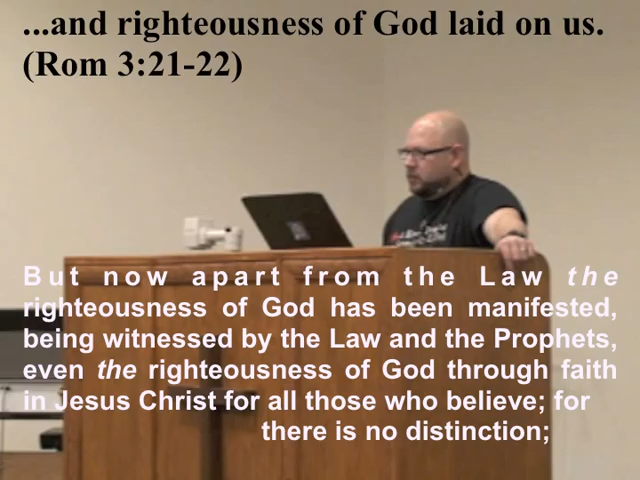 ...and righteousness of God laid on us.
(Rom 3:21-22)
But now apart from the Law the
righteousness of God has been manifested,
being witnessed by the Law and the Prophets,
even the righteousness of God through faith
in Jesus Christ for all those who believe; for
there is no distinction;